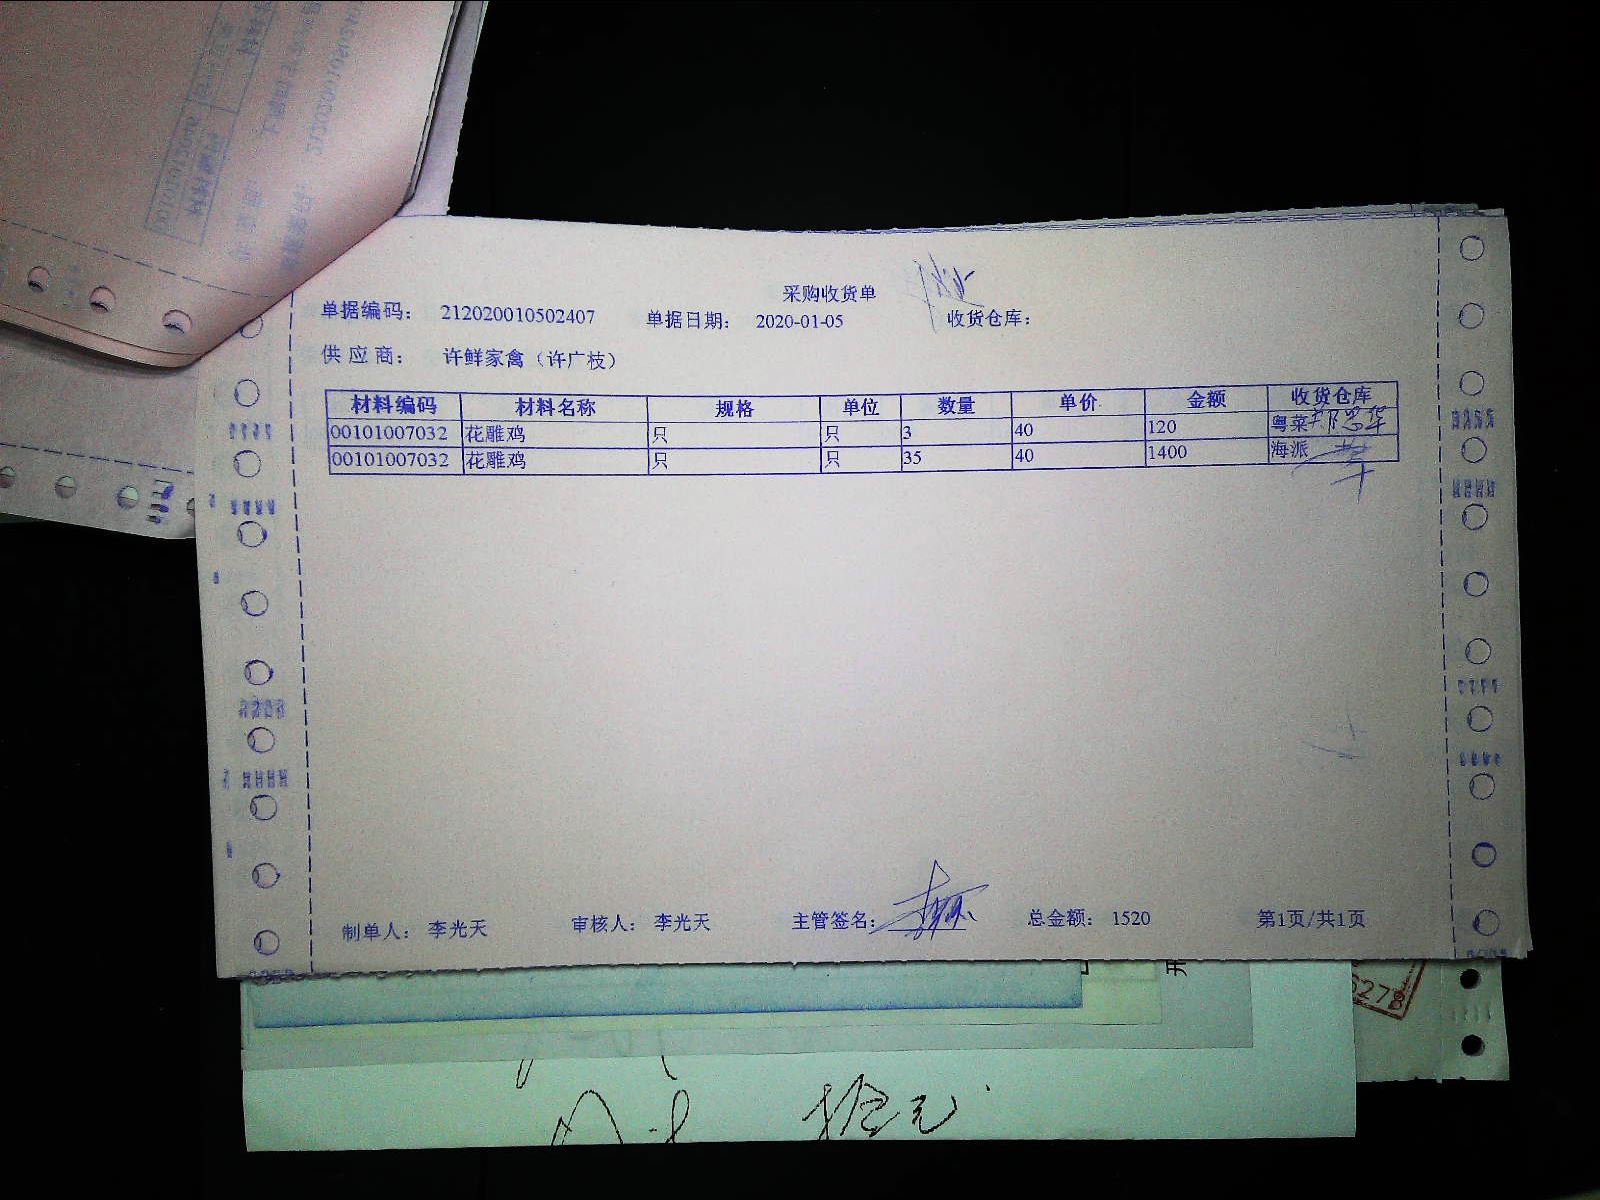 采购收货单
单据编码： 212020010502407 单据日期： 2020-01-05 收货仓库：
供应商： 许鲜家禽（许广枝）
材料编码 材料名称 规格 单位 数量 单价 金额 收货仓库
00101007032 花雕鸡 只 只 3 40 120 粤菜
00101007032 花雕鸡 只 只 35 40 1400 海派
制单人： 李光天 审核人： 李光天 主管签名： 总金额： 1520 第1页/共1页